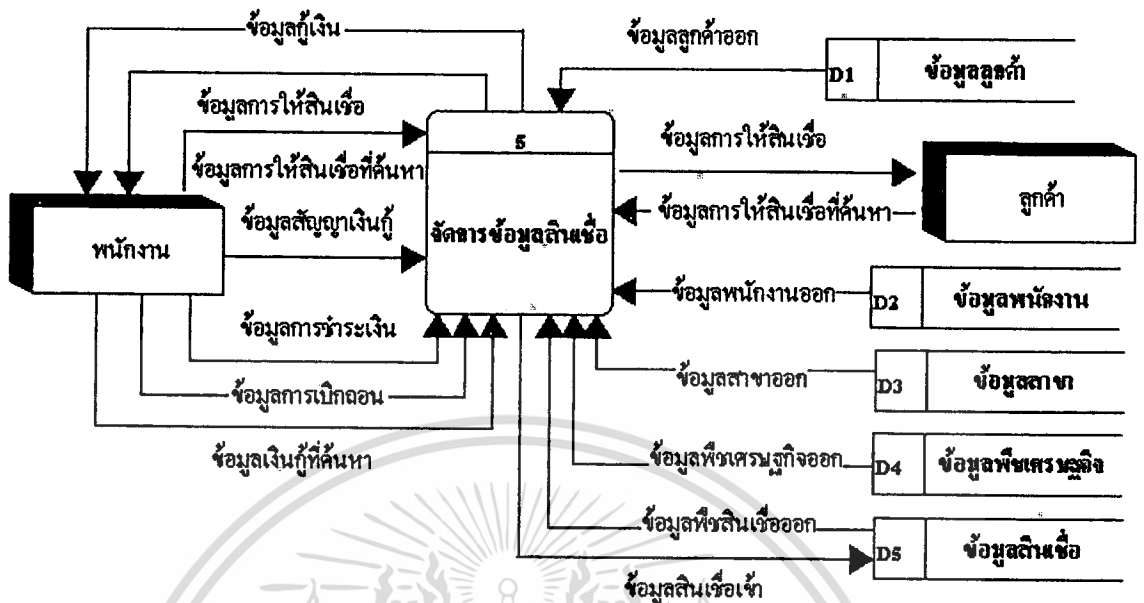 ข้อมูลกู้เงิน
ข้อมูลลูกค้าออก
D1
ข้อมูลลูกค้า
ข้อมูลการให้สินเชื่อ
5
ข้อมูลการให้สินเชื่อ
ข้อมูลการให้สินเชื่อที่ค้นหา
ลูกค้า
พนักงาน
ข้อมูลสัญญาเงินกู้
จัดการข้อมูลสินเชื่อ
ข้อมูลการให้สินเชื่อที่ค้นหา
ข้อมูลพนักงานออก
D2
ข้อมูลพนักงาน
ข้อมูลการชำระเงิน
ข้อมูลสาขาออก
D3
ข้อมูลสาขา
ข้อมูลการเบิกถอน
ข้อมูลเงินกู้ที่ค้นหา
ข้อมูลพืชเศรษฐกิจออก
D4
ข้อมูลพืชเศรษฐกิจ
ข้อมูลพืชสินเชื่อออก
D5
ข้อมูลสินเชื่อ
ข้อมูลสินเชื่อเข้า